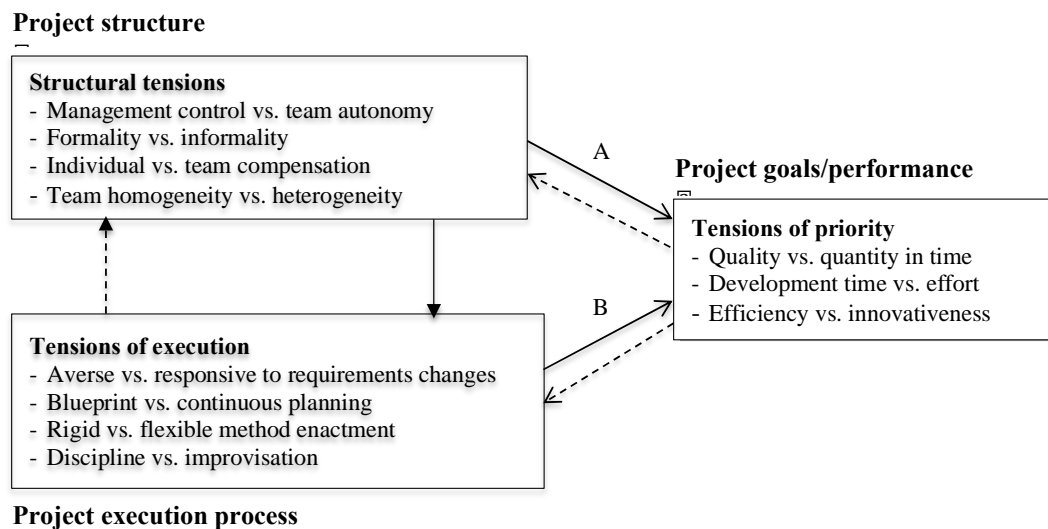 Project structure
Structural tensions
- Management control vs. team autonomy
- Formality vs. informality
- Individual vs. team compensation
- Team homogeneity vs. heterogeneity
A
Project goals/performance
Tensions of priority
- Quality vs. quantity in time
- Development time vs. effort
- Efficiency vs. innovativeness
B
Tensions of execution
- Averse vs. responsive to requirements changes
- Blueprint vs. continuous planning
- Rigid vs. flexible method enactment
- Discipline vs. improvisation
Project execution process